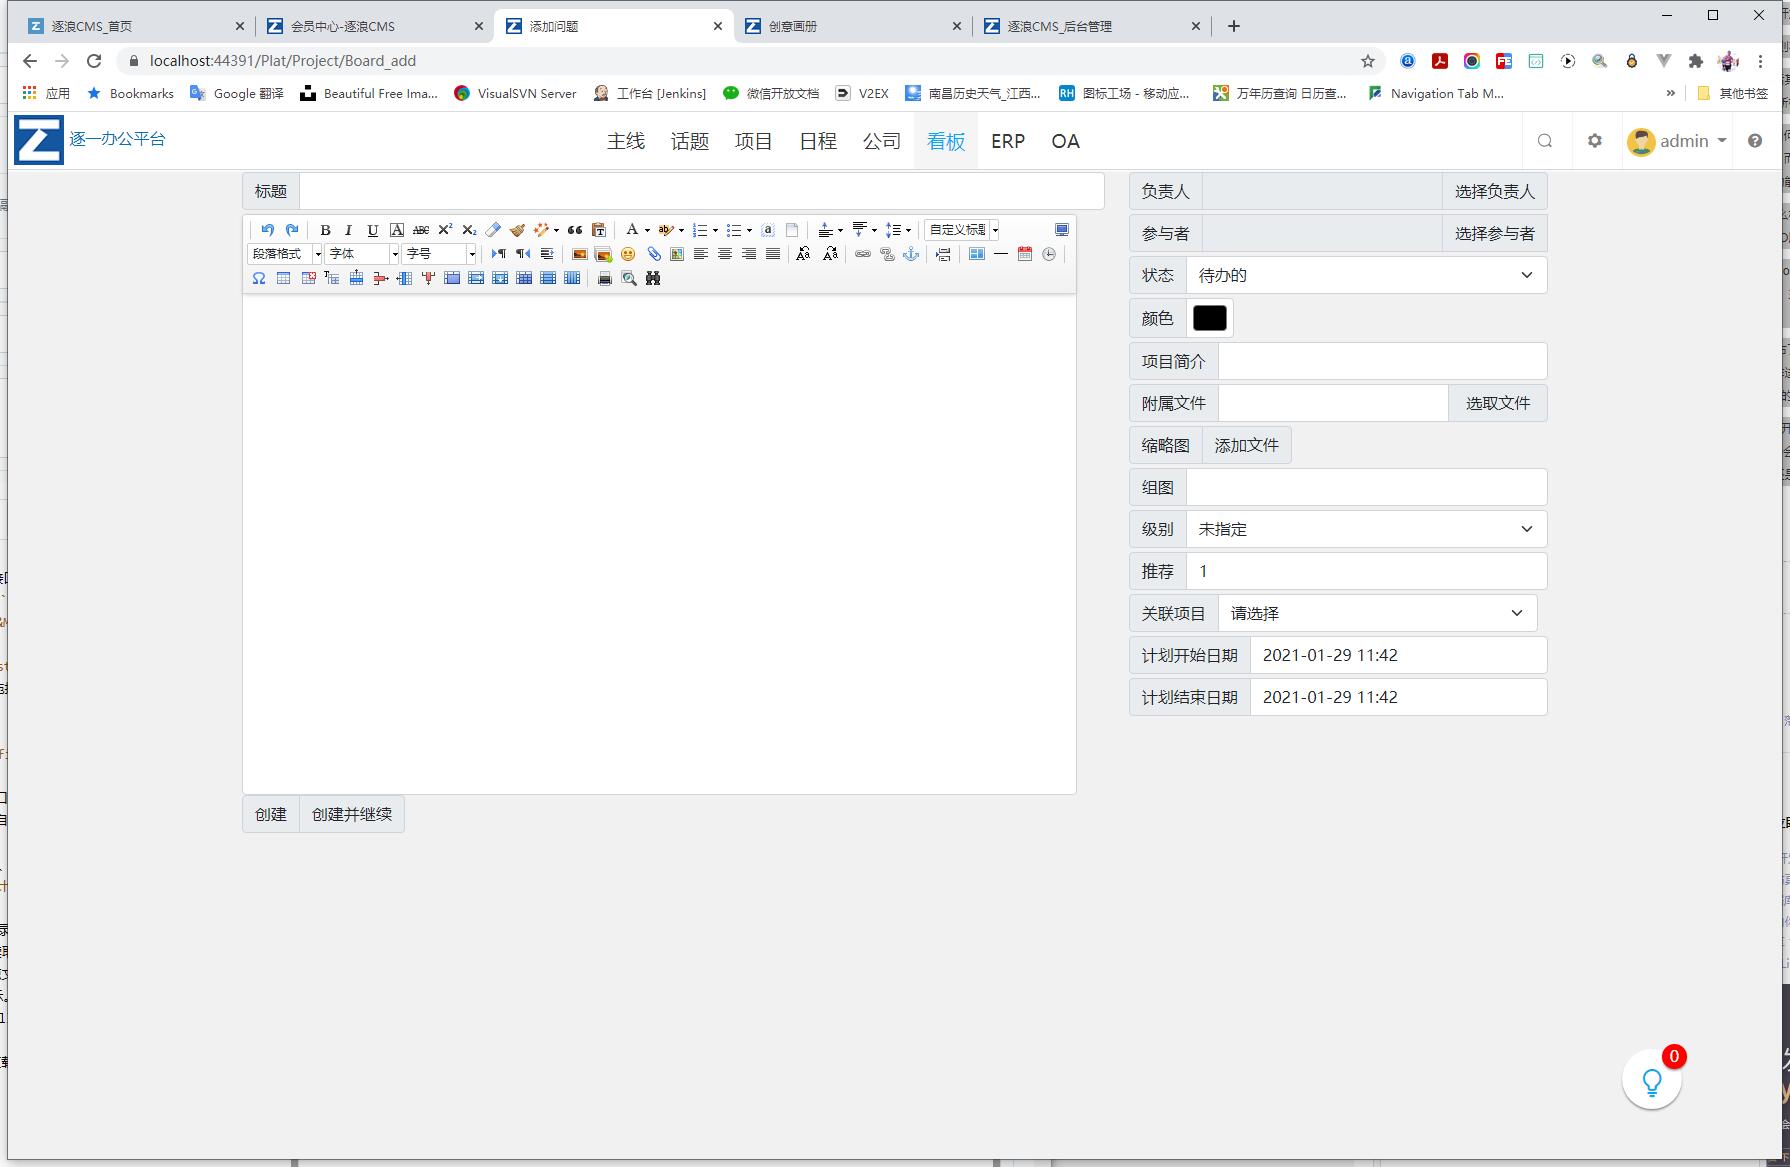 逐浪CMS_首页
会员中心-逐浪CMS
添加问题
创意画册
逐浪CMS_后台管理
localhost:44391/Plat/Project/Board_add
应用 Bookmarks Google 翻译 Beautiful Free Ima... VisualSVN Server 工作台 [Jenkins] 微信开放文档 V2EX 南昌历史天气_江西... 图标工场 - 移动应... 万年历查询 日历查... Navigation Tab M... » 其他书签
逐一办公平台
主线 话题 项目 日程 公司 看板 ERP OA
admin
标题
自定义标题
段落格式 字体 字号
创建 创建并继续
负责人 选择负责人
参与者 选择参与者
状态 待办的
颜色
项目简介
附属文件 选取文件
缩略图 添加文件
组图
级别 未指定
推荐 1
关联项目 请选择
计划开始日期 2021-01-29 11:42
计划结束日期 2021-01-29 11:42
0